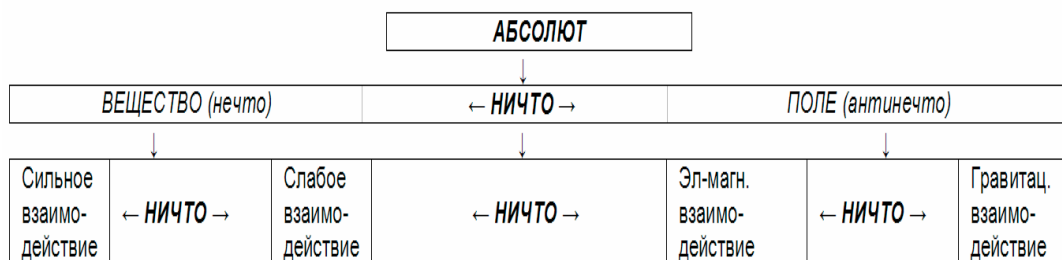 АБСОЛЮТ
ВЕЩЕСТВО (нечто) ← НИЧТО → ПОЛЕ (антинечто)
Сильное взаимо- действие
← НИЧТО →
Слабое взаимо- действие
← НИЧТО →
Эл-магн. взаимо- действие
← НИЧТО →
Гравитац. взаимо- действие